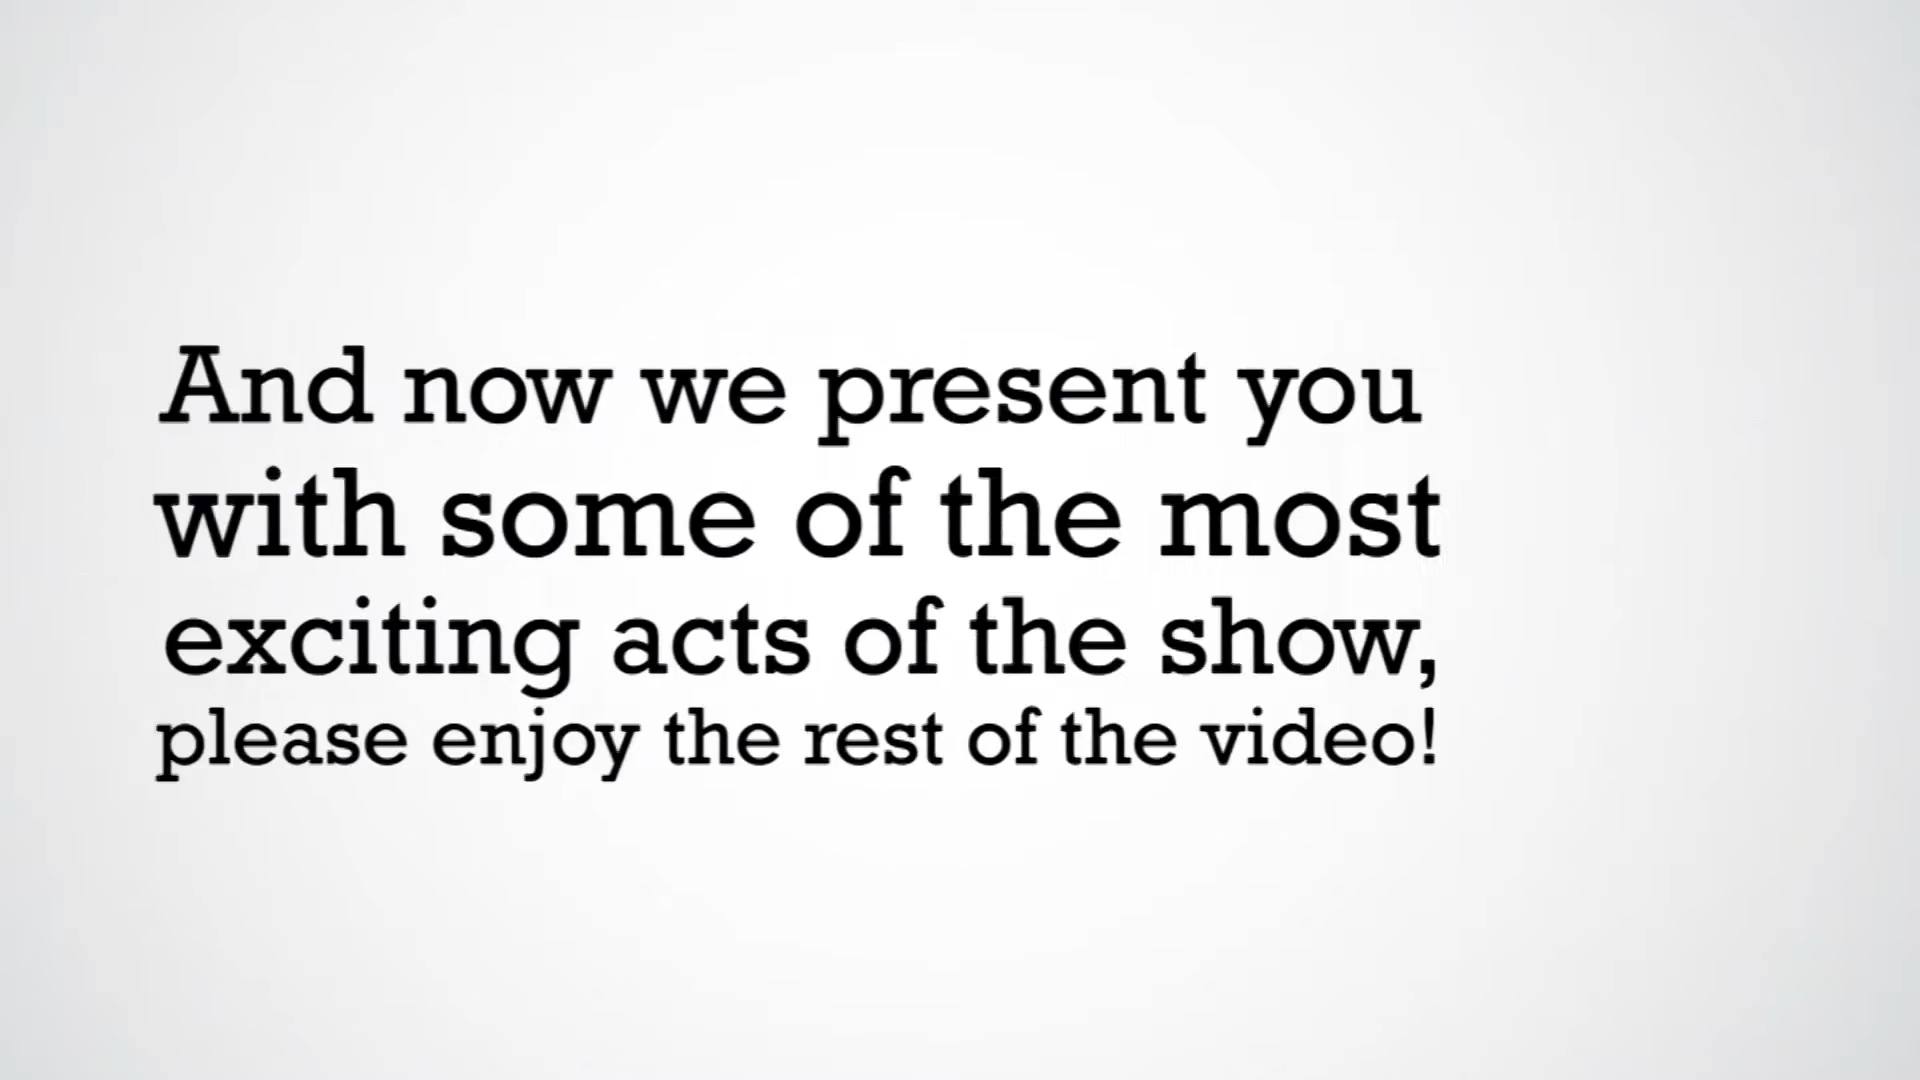 And now we present you
with some of the most
exciting acts of the show,
please enjoy the rest of the video!